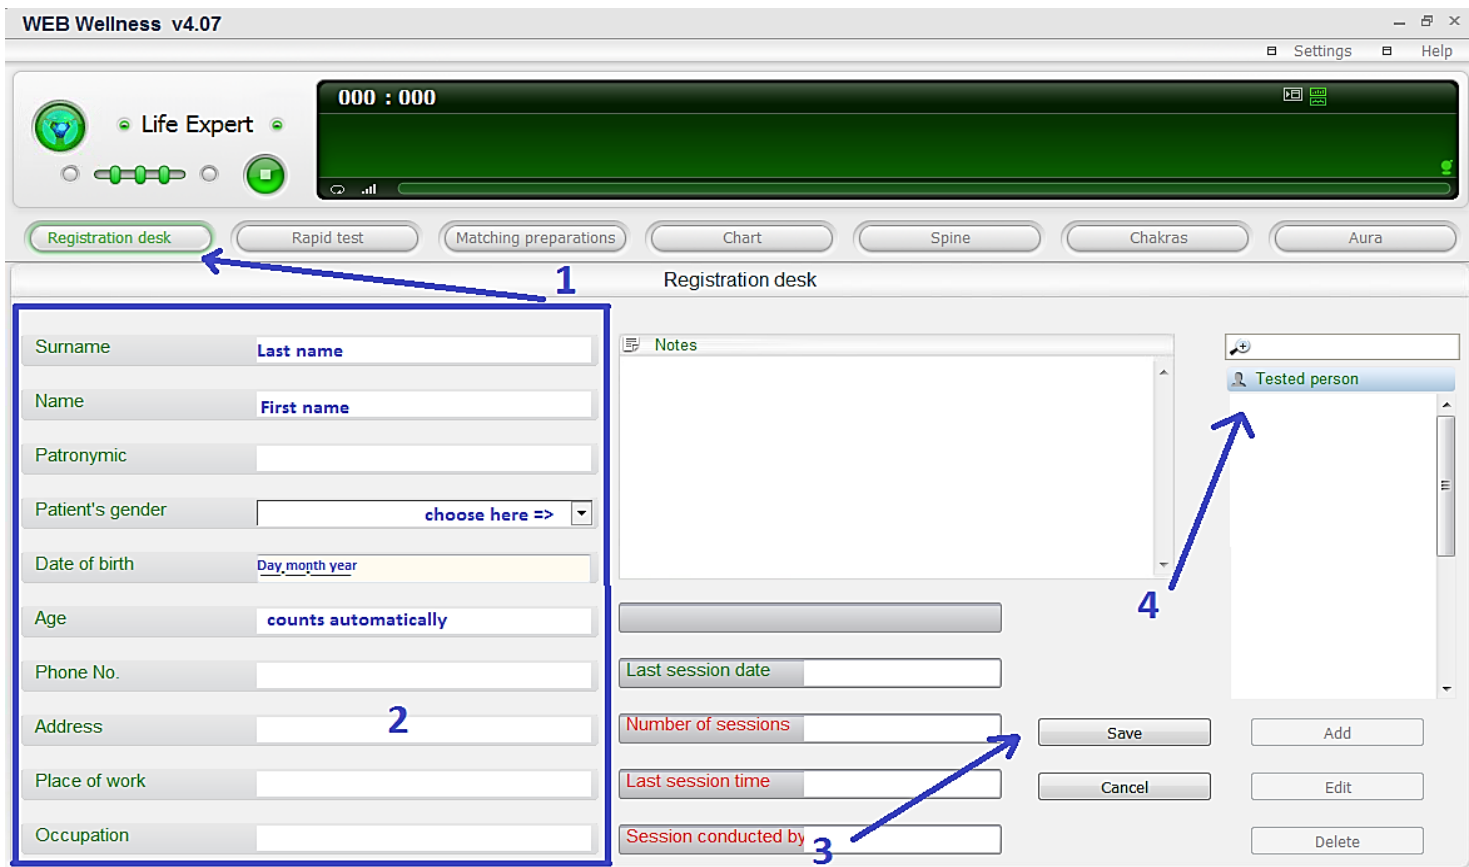 WEB Wellness v4.07
Settings Help
000 : 000
Life Expert
Registration desk Rapid test Matching preparations Chart Spine Chakras Aura
1
Registration desk
Surname Last name
Name First name
Patronymic
Patient's gender choose here =>
Date of birth Day.month year
Age counts automatically
Phone No.
Address
2
Place of work
Occupation
Notes
Last session date
Number of sessions
Last session time
Session conducted by
3
Tested person
4
Save Add
Cancel Edit
Delete